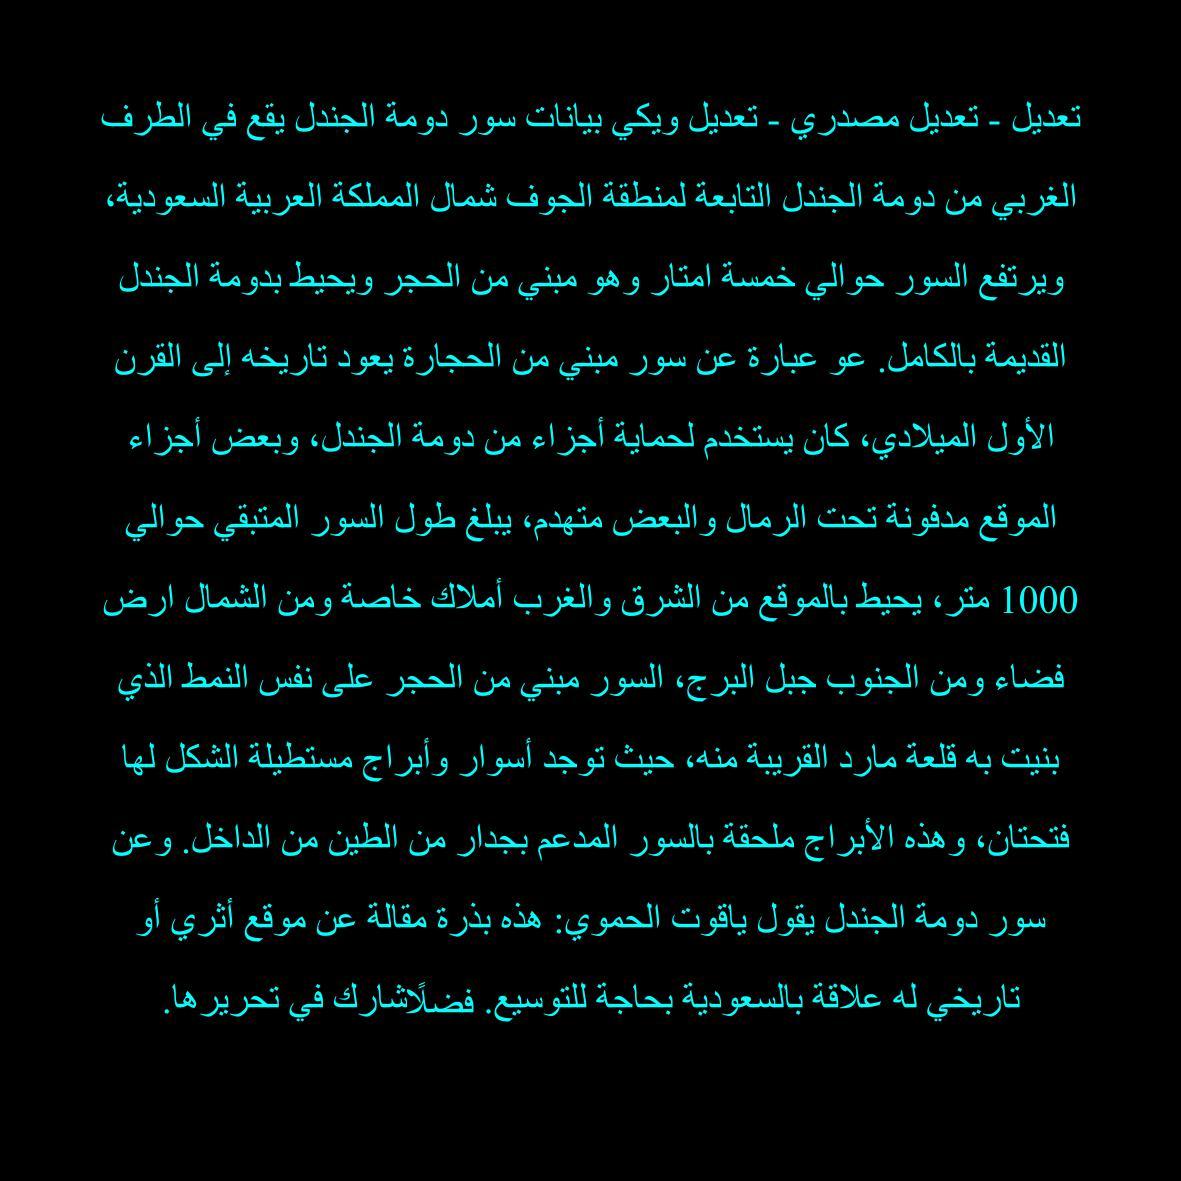 تعديل - تعديل مصدري - تعديل ويكي بيانات سور دومة الجندل يقع في الطرف
الغربي من دومة الجندل التابعة لمنطقة الجوف شمال المملكة العربية السعودية،
ويرتفع السور حوالي خمسة امتار وهو مبني من الحجر ويحيط بدومة الجندل
القديمة بالكامل. عو عبارة عن سور مبني من الحجارة يعود تاريخه إلى القرن
الأول الميلادي، كان يستخدم لحماية أجزاء من دومة الجندل، وبعض أجزاء
الموقع مدفونة تحت الرمال والبعض متهدم، يبلغ طول السور المتبقي حوالي
1000 متر، يحيط بالموقع من الشرق والغرب أملاك خاصة ومن الشمال ارض
فضاء ومن الجنوب جبل البرج، السور مبني من الحجر على نفس النمط الذي
بنيت به قلعة مارد القريبة منه، حيث توجد أسوار وأبراج مستطيلة الشكل لها
فتحتان، وهذه الأبراج ملحقة بالسور المدعم بجدار من الطين من الداخل. وعن
سور دومة الجندل يقول ياقوت الحموي: هذه بذرة مقالة عن موقع أثري أو
تاريخي له علاقة بالسعودية بحاجة للتوسيع. فضلًاشارك في تحريرها.